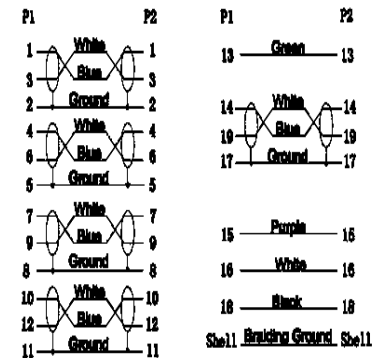 P1 P2
1 White 1
3 Blue 3
2 Ground 2
4 White 4
6 Blue 6
5 Ground 5
7 White 7
9 Blue 9
8 Ground 8
10 White 10
12 Blue 12
11 Ground 11
P1 P2
13 Green 13
14 White 14
19 Blue 19
17 Ground 17
15 Purple 15
16 White 16
18 Black 18
Shell Braiding Ground Shell